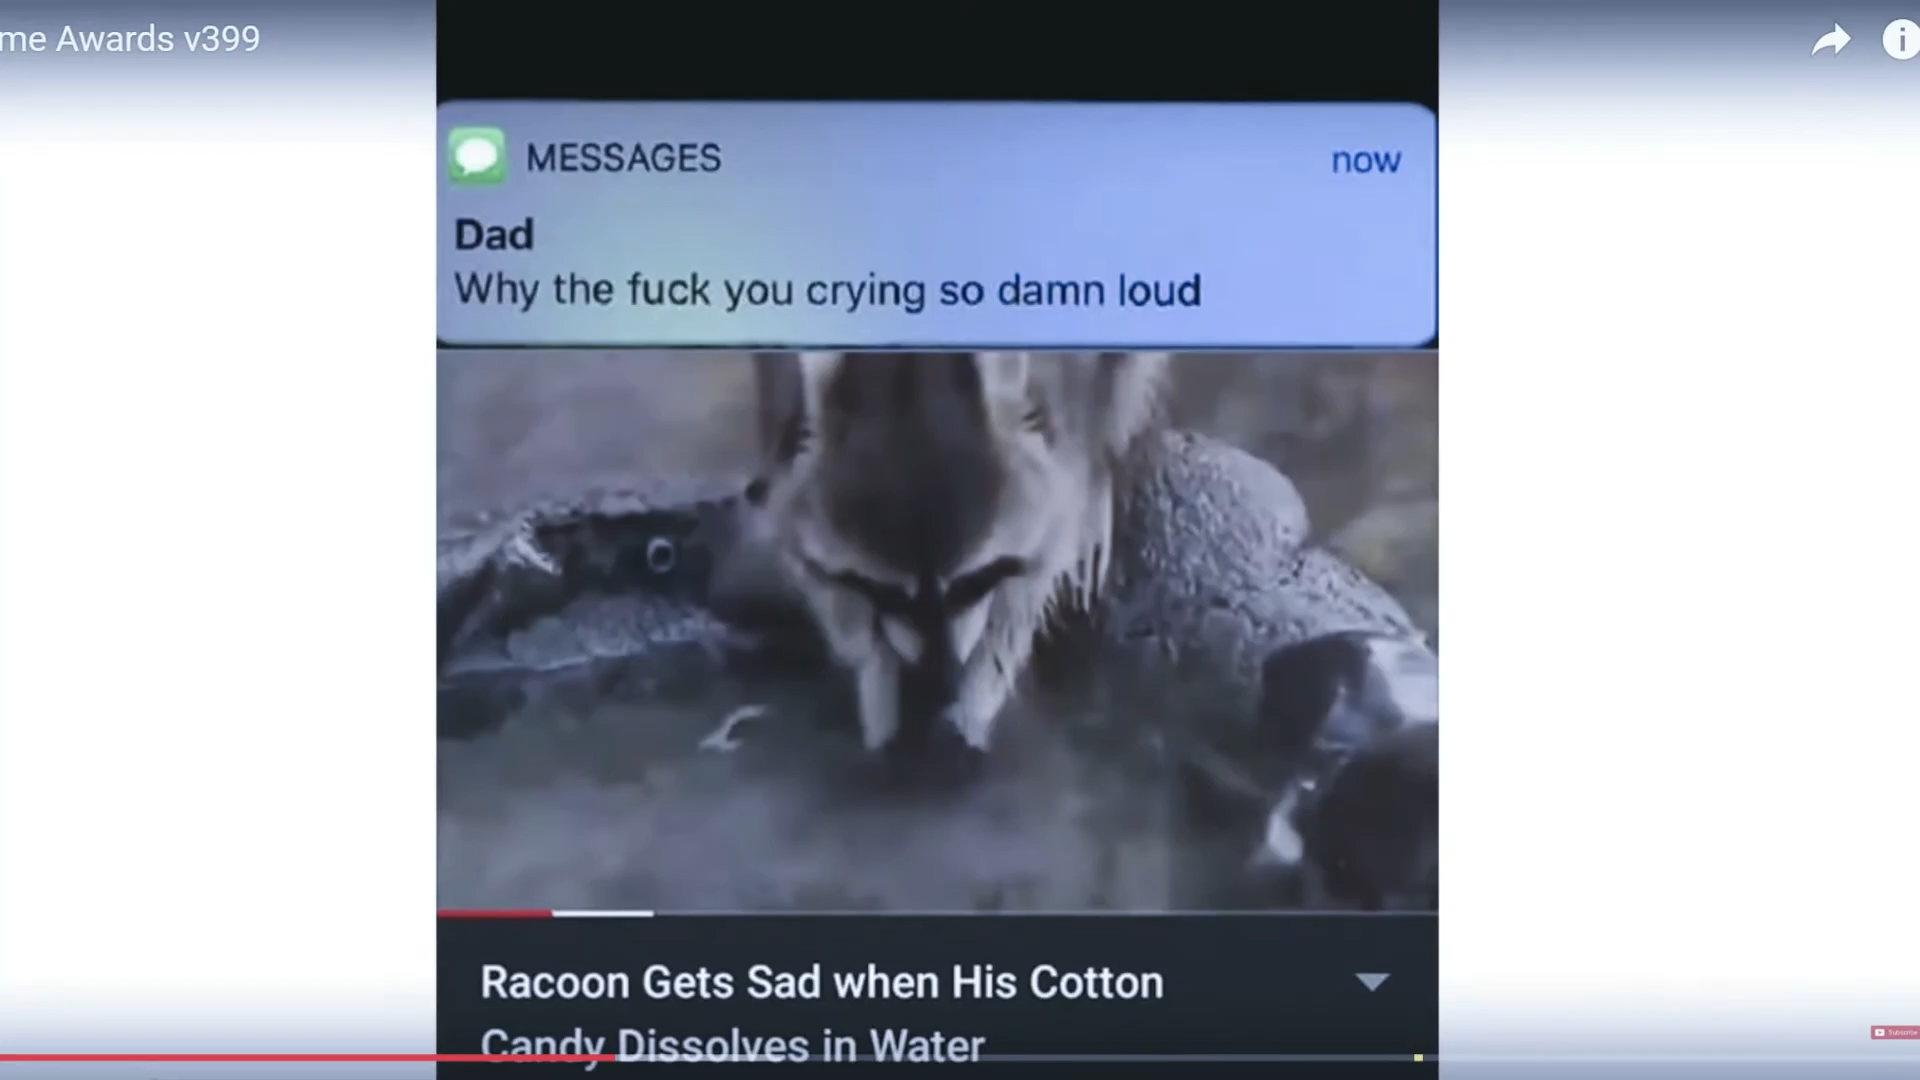 me Awards v399
MESSAGES
now
Dad
Why the fuck you crying so damn loud
Racoon Gets Sad when His Cotton
Candy Dissolves in Water
Subscribe